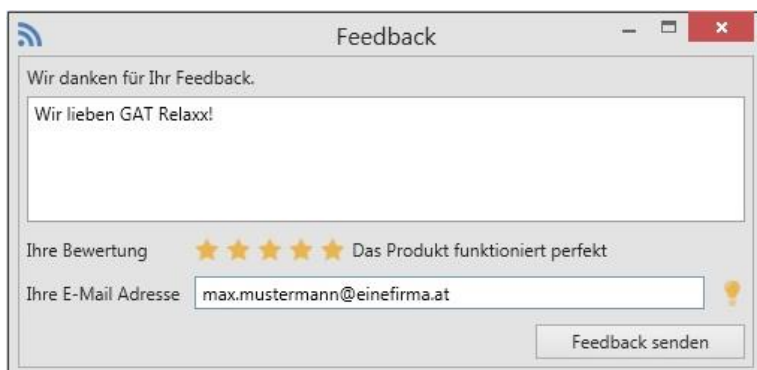 Feedback
Wir danken für Ihr Feedback.
Wir lieben GAT Relaxx!
Ihre Bewertung Das Produkt funktioniert perfekt
Ihre E-Mail Adresse max.mustermann@einefirma.at
Feedback senden